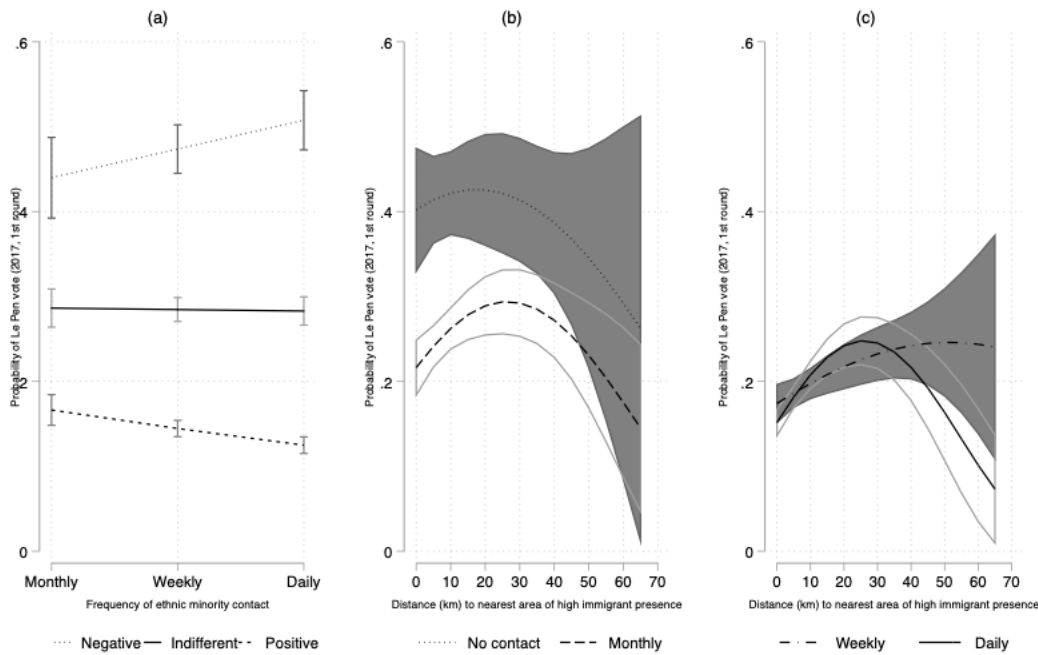 (a)
(b)
(c)
Probability of Le Pen vote (2017, 1st round)
.6
.4
.2
0
Monthly
Weekly
Daily
Frequency of ethnic minority contact
Negative
Indifferent
Positive
Probability of Le Pen vote (2017, 1st round)
.6
.4
.2
0
0 10 20 30 40 50 60 70
Distance (km) to nearest area of high immigrant presence
No contact
Monthly
Probability of Le Pen vote (2017, 1st round)
.6
.4
.2
0
0 10 20 30 40 50 60 70
Distance (km) to nearest area of high immigrant presence
Weekly
Daily